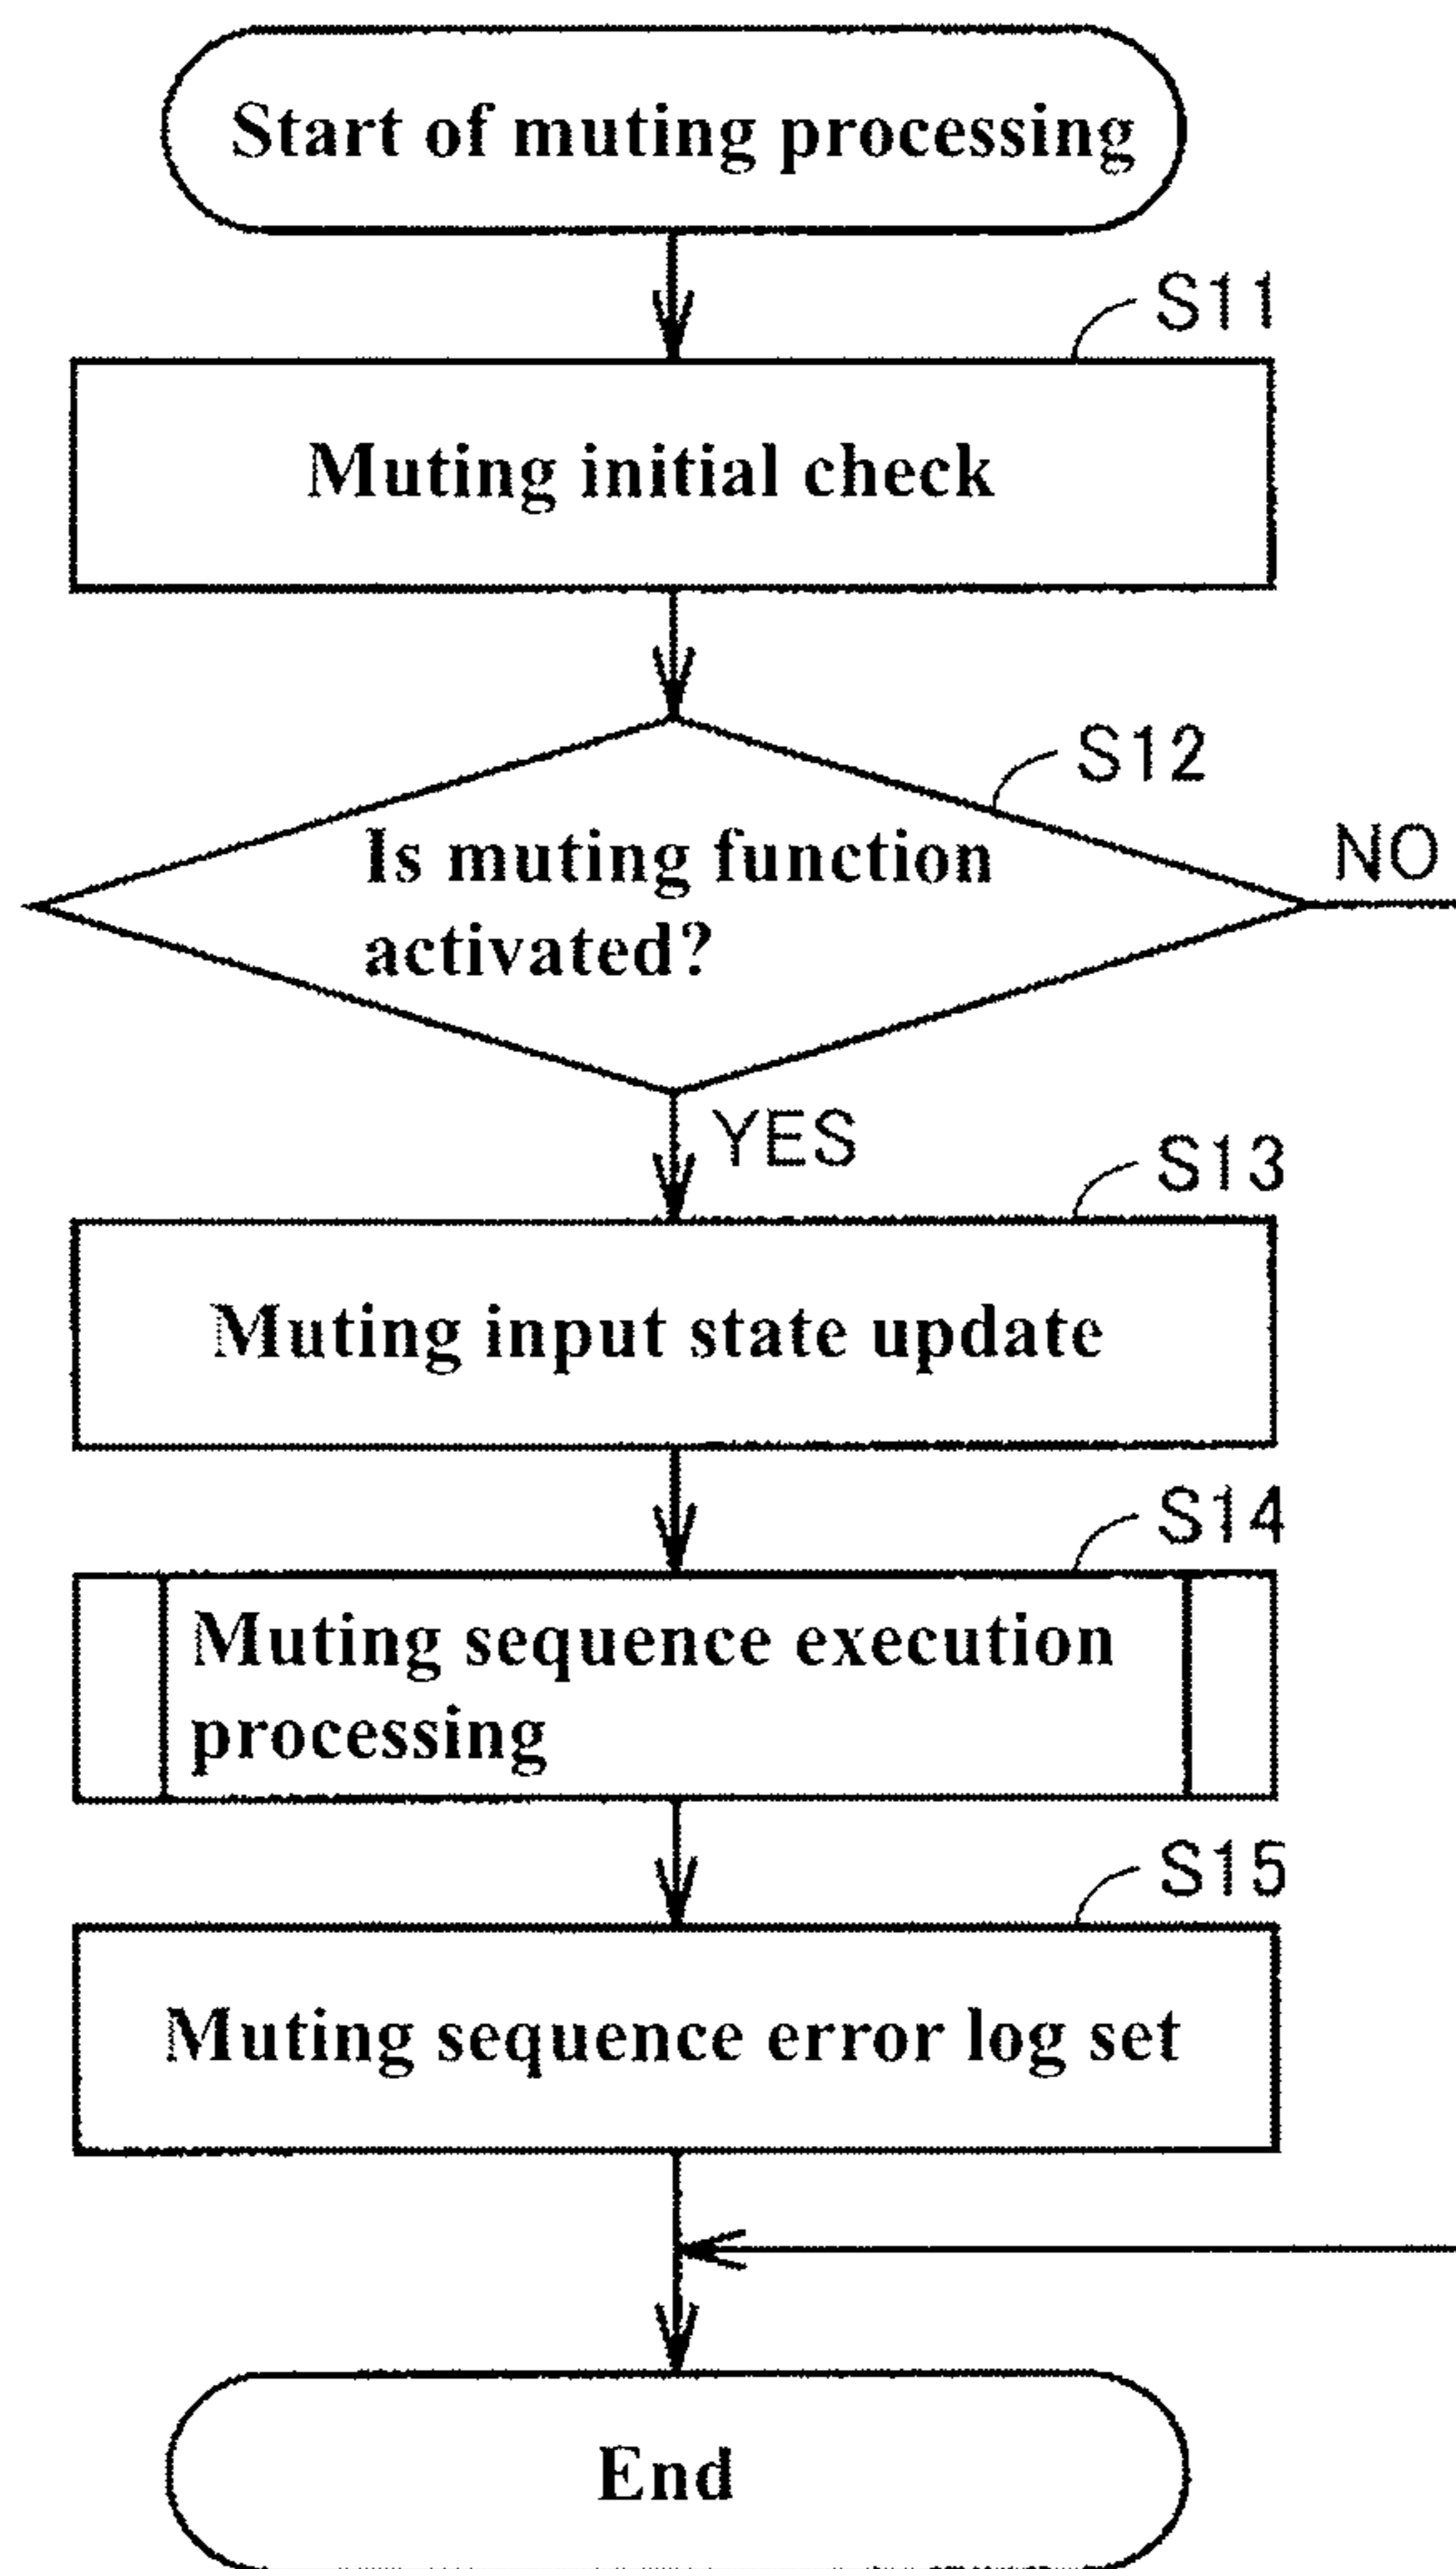 Start of muting processing
S11
Muting initial check
S12
Is muting function
NO
activated?
YES
S13
Muting input state update
S14
Muting sequence execution
processing
S15
Muting sequence error log set
End